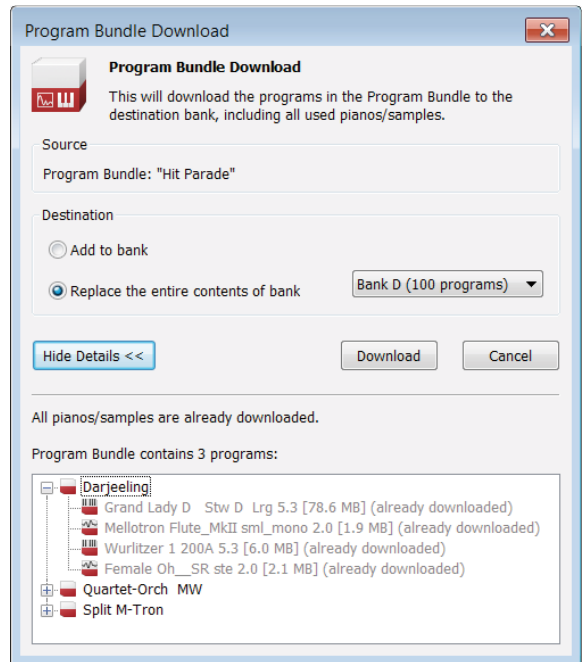 Program Bundle Download
Program Bundle Download
This will download the programs in the Program Bundle to the
destination bank, including all used pianos/samples.
Source
Program Bundle: "Hit Parade"
Destination
Add to bank
Replace the entire contents of bank
Bank D (100 programs)
Hide Details <<
Download
Cancel
All pianos/samples are already downloaded.
Program Bundle contains 3 programs:
Darjeeling
Grand Lady D   Stw D  Lrg 5.3 [78.6 MB] (already downloaded)
Mellotron Flute_MkII sml_mono 2.0 [1.9 MB] (already downloaded)
Wurlitzer 1 200A 5.3 [6.0 MB] (already downloaded)
Female Oh__SR ste 2.0 [2.1 MB] (already downloaded)
Quartet-Orch  MW
Split M-Tron